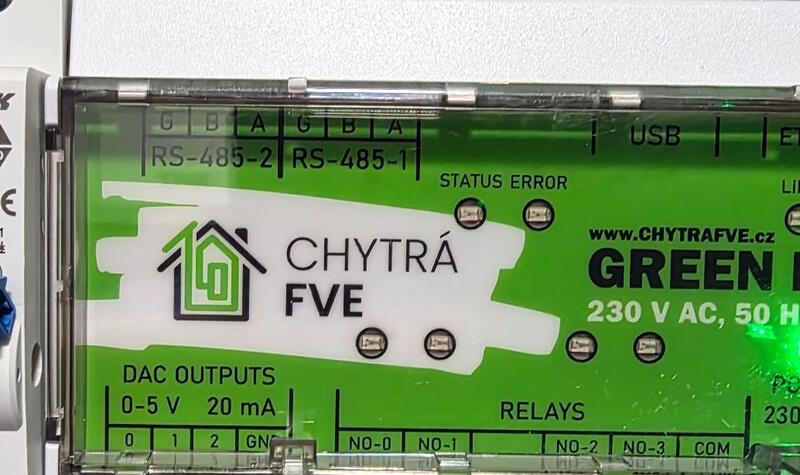 G B A G B A
RS-485-2 RS-485-1
USB
STATUS ERROR
CHYTRÁ
FVE
www.CHYTRAFVE.cz
GREEN
230 V AC, 50
DAC OUTPUTS
0-5 V 20 mA
0 1 2 GND
RELAYS
NO-0 NO-1 NO-2 NO-3 COM
230